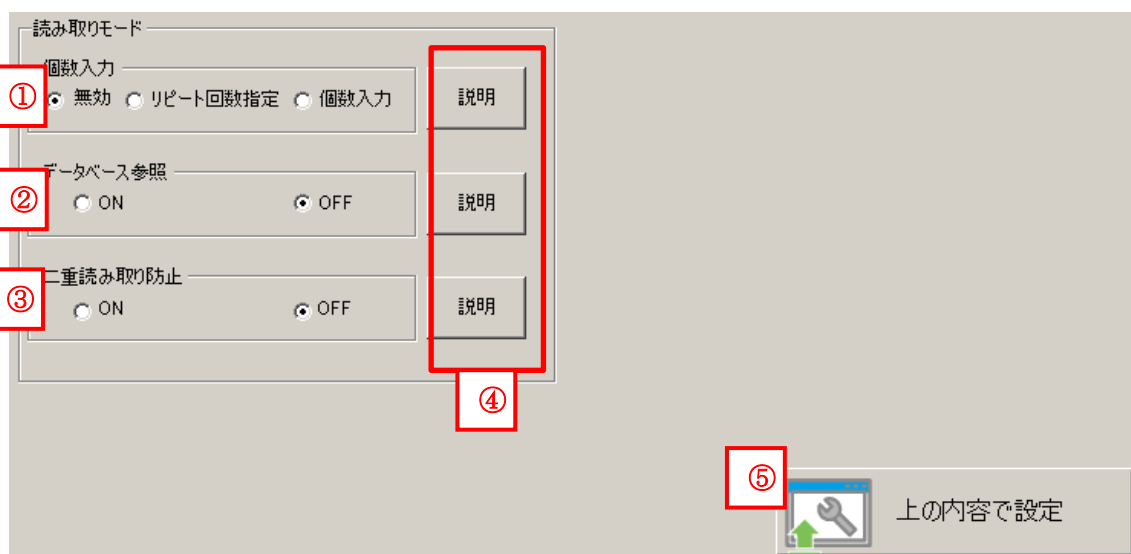 読み取りモード
個数入力
① 無効 リピート回数指定 個数入力 説明
データベース参照
② ON OFF 説明
二重読み取り防止
③ ON OFF 説明
④
⑤
上の内容で設定